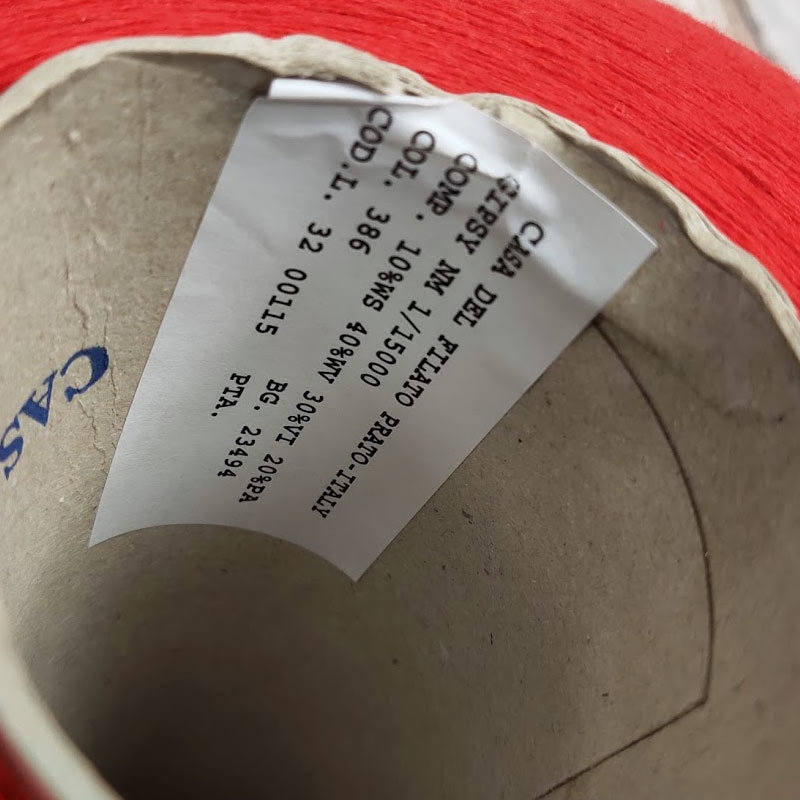 CASA DEL FILATO PRATO-ITALY
GIPSY NM 1/15000
COMP. 10%WS 40%WV 30%VI 20%PA
COL. 386 BG. 23494
COD.L. 32 00115 PTA.
CAS